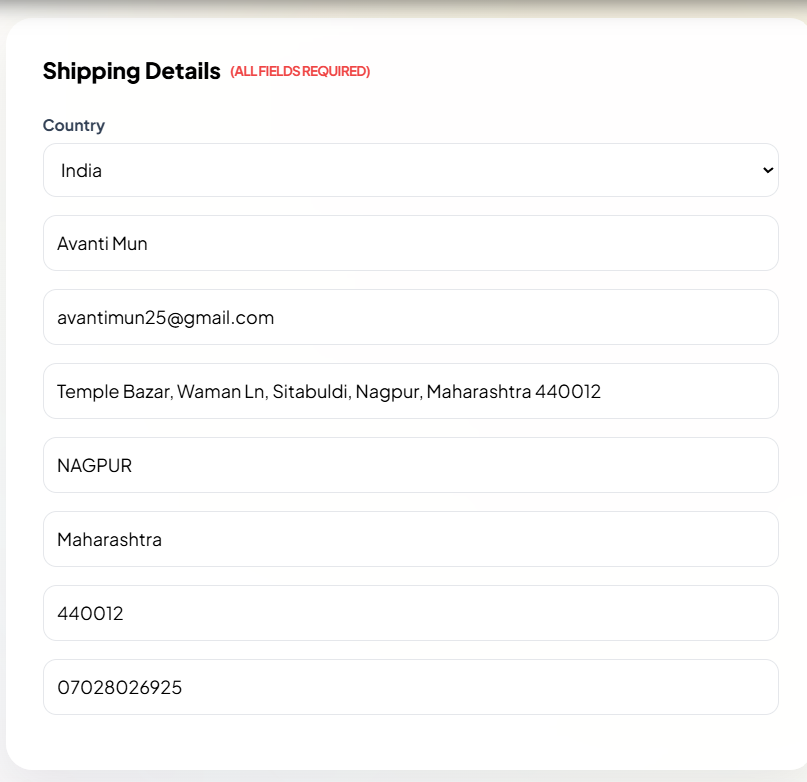 Shipping Details (ALL FIELDS REQUIRED)
Country
India
Avanti Mun
avantimun25@gmail.com
Temple Bazar, Waman Ln, Sitabuldi, Nagpur, Maharashtra 440012
NAGPUR
Maharashtra
440012
07028026925